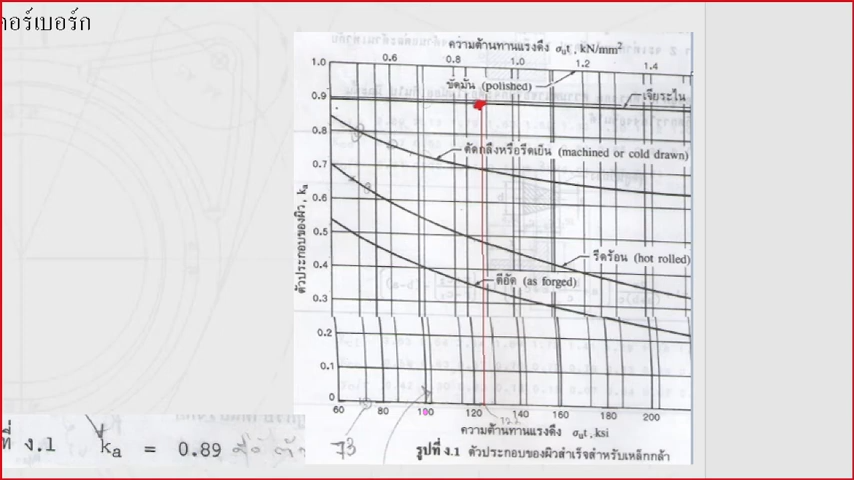 ดอร์เบอร์ก
ความต้านทานแรงดึง σut , kN/mm²
0.6 0.8 1.0 1.2 1.4
1.0
ขัดมัน (polished)
0.9
เจียระไน
0.8
ตัดกลึงหรือรีดเย็น (machined or cold drawn)
0.7
0.6
ตัวประกอบของผิว, ka
0.5
รีดร้อน (hot rolled)
0.4
ตีอัด (as forged)
0.3
0.2
0.1
0
60 80 100 120 140 160 180 200
ความต้านทานแรงดึง σut , ksi
รูปที่ ง.1 ตัวประกอบของผิวสำเร็จสำหรับเหล็กกล้า
ที่ ง.1 ka = 0.89
73